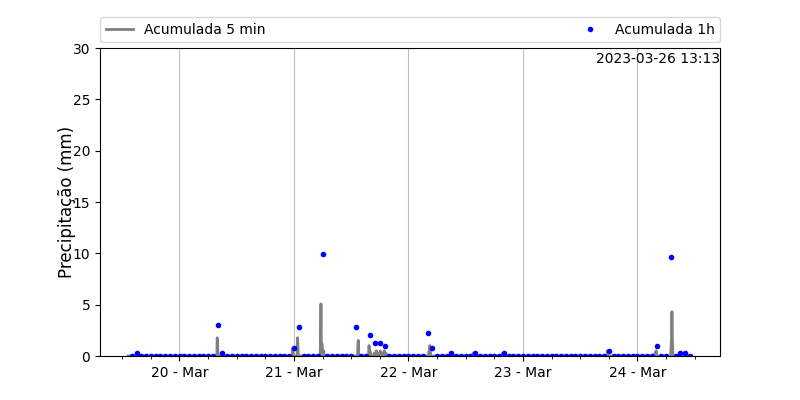 Acumulada 5 min
Acumulada 1h
2023-03-26 13:13
Precipitação (mm)
30
25
20
15
10
5
0
20 - Mar
21 - Mar
22 - Mar
23 - Mar
24 - Mar